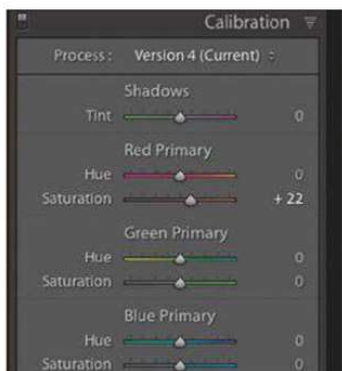 Calibration
Process : Version 4 (Current)
Shadows
Tint 0
Red Primary
Hue 0
Saturation + 22
Green Primary
Hue 0
Saturation 0
Blue Primary
Hue 0
Saturation 0